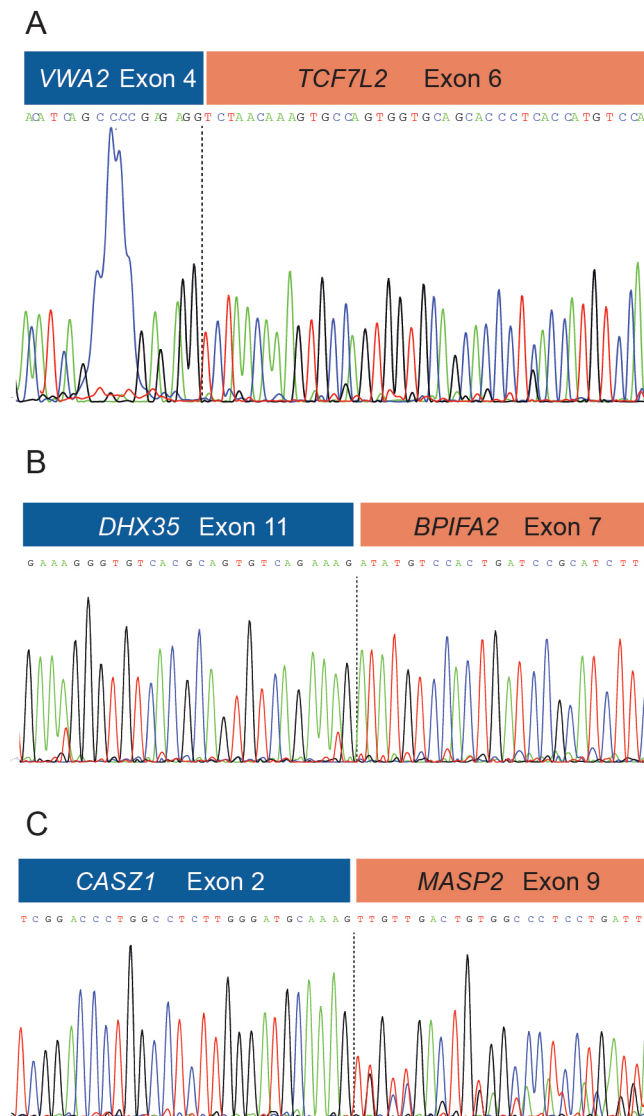 A
VWA2 Exon 4 TCF7L2 Exon 6
ACATCAGCCCCCGAGAGGTCTAACAAAGTGCCAGTGGTGCAGCACCCTCACCATGTCCA
B
DHX35 Exon 11 BPIFA2 Exon 7
GAAAGGGTGTCACGCAGTGTCAGAAAGATATGTCCACTGATCCGCATCTT
C
CASZ1 Exon 2 MASP2 Exon 9
TCGGACCCTGGCCTCTTGGGATGCAAAGTTGTTGACTGTGGCCCTCCTGATT